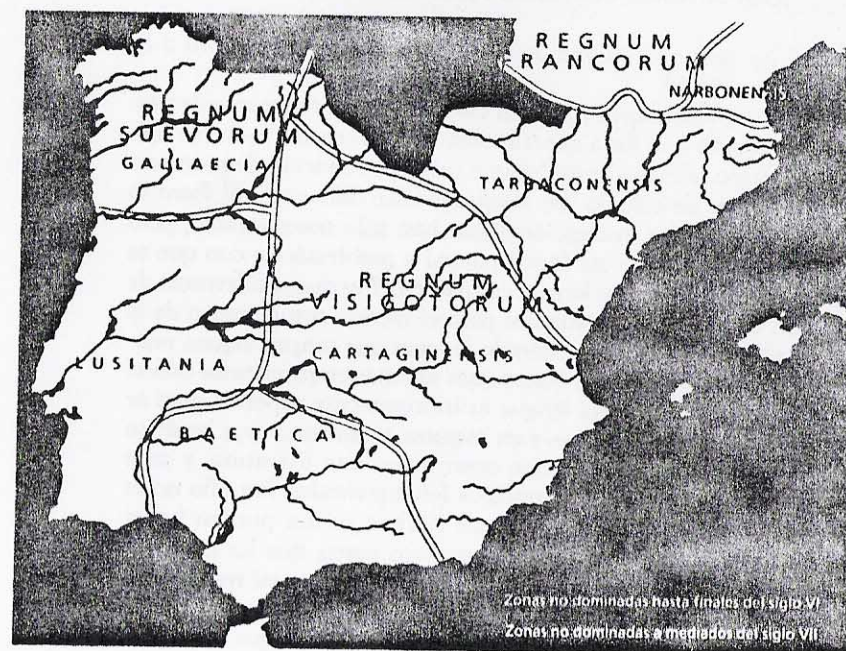 REGNUM
FRANCORUM
NARBONENSIS
REGNUM
SUEVORUM
GALLAECIA
TARRACONENSIS
REGNUM
VISIGOTORUM
LUSITANIA
CARTAGINENSIS
BAETICA
Zonas no dominadas hasta finales del siglo VI
Zonas no dominadas a mediados del siglo VII